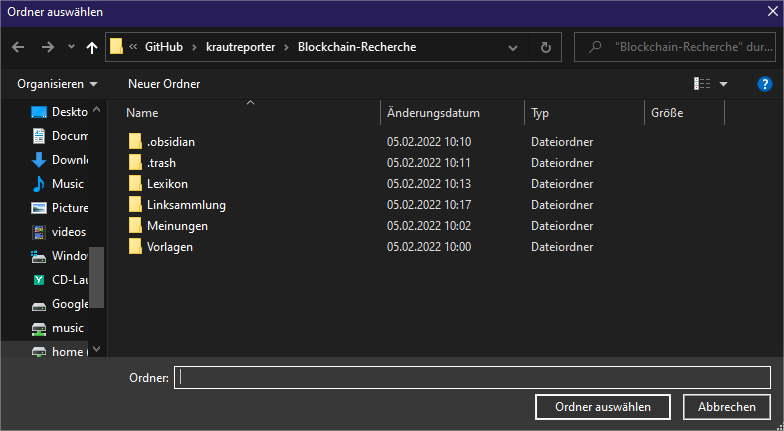 Ordner auswählen
GitHub krautreporter Blockchain-Recherche "Blockchain-Recherche" dur...
Organisieren Neuer Ordner ?
Name Änderungsdatum Typ Größe
Deskto
Docum
Downl
Music
Picture
videos
Windo
CD-Lau
Google
music
home (
.obsidian 05.02.2022 10:10 Dateiordner
.trash 05.02.2022 10:11 Dateiordner
Lexikon 05.02.2022 10:13 Dateiordner
Linksammlung 05.02.2022 10:17 Dateiordner
Meinungen 05.02.2022 10:02 Dateiordner
Vorlagen 05.02.2022 10:00 Dateiordner
Ordner:
Ordner auswählen Abbrechen